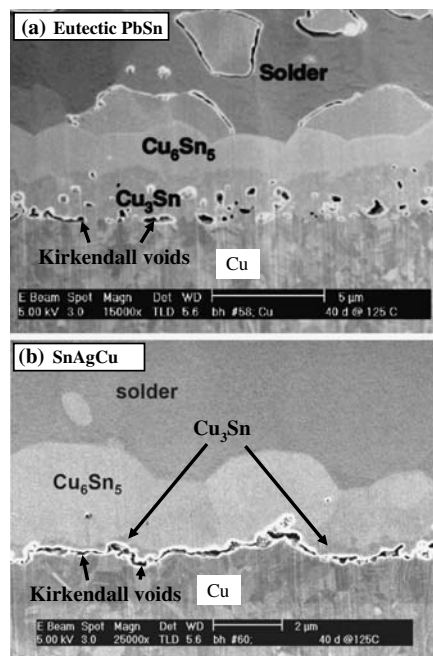 (a) Eutectic PbSn
Solder
Cu₆Sn₅
Cu₃Sn
Kirkendall voids
Cu
E Beam Spot Magn Det WD 5 µm
5.00 kV 3.0 15000x TLD 5.6 bh #58; Cu 40 d @ 125 C
(b) SnAgCu
solder
Cu₃Sn
Cu₆Sn₅
Kirkendall voids
Cu
E Beam Spot Magn Det WD 2 µm
5.00 kV 3.0 25000x TLD 5.6 bh #60; 40 d @ 125 C